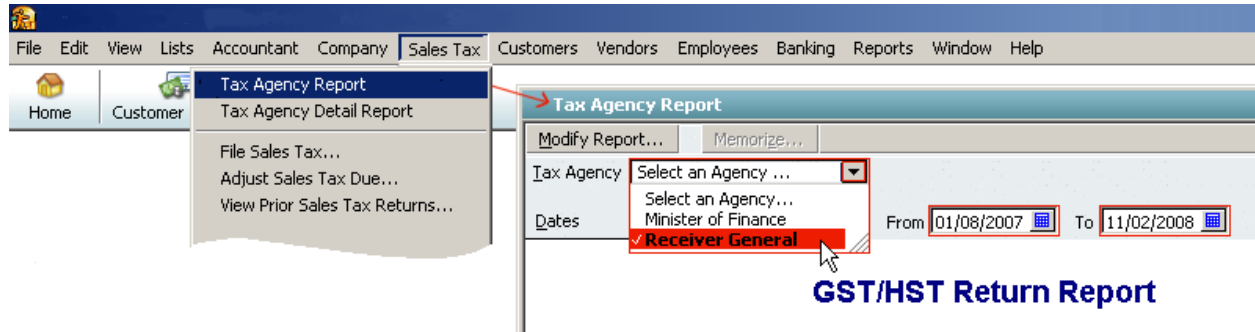 File Edit View Lists Accountant Company Sales Tax Customers Vendors Employees Banking Reports Window Help
Home
Customer
Tax Agency Report
Tax Agency Detail Report
File Sales Tax...
Adjust Sales Tax Due...
View Prior Sales Tax Returns...
Tax Agency Report
Modify Report... Memorize...
Tax Agency Select an Agency ...
Select an Agency...
Minister of Finance
✓Receiver General
Dates From 01/08/2007 To 11/02/2008
GST/HST Return Report